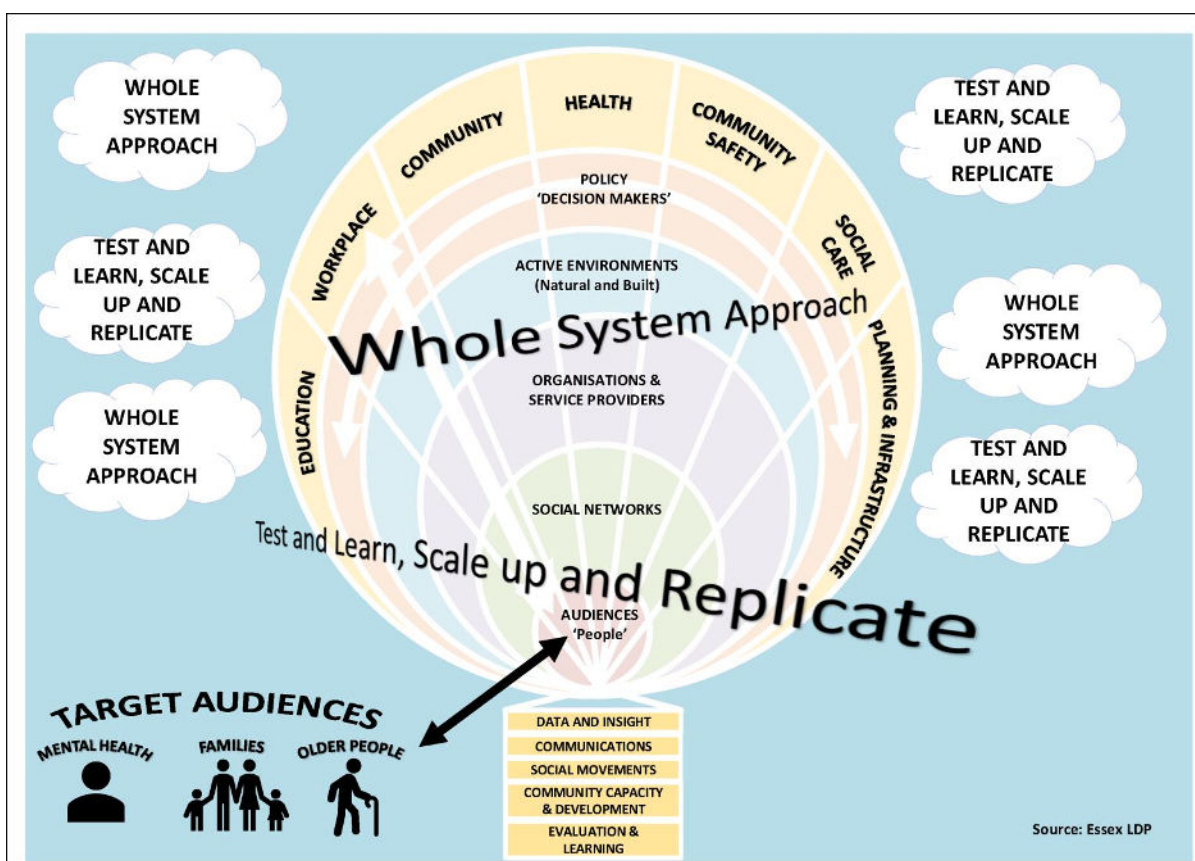 WHOLE
SYSTEM
APPROACH
TEST AND
LEARN, SCALE
UP AND
REPLICATE
WHOLE
SYSTEM
APPROACH
EDUCATION
WORKPLACE
COMMUNITY
HEALTH
COMMUNITY
SAFETY
SOCIAL
CARE
PLANNING & INFRASTRUCTURE
POLICY
‘DECISION MAKERS’
ACTIVE ENVIRONMENTS
(Natural and Built)
Whole System Approach
ORGANISATIONS &
SERVICE PROVIDERS
SOCIAL NETWORKS
Test and Learn, Scale up and Replicate
AUDIENCES
‘People’
TEST AND
LEARN, SCALE
UP AND
REPLICATE
WHOLE
SYSTEM
APPROACH
TEST AND
LEARN, SCALE
UP AND
REPLICATE
TARGET AUDIENCES
MENTAL HEALTH
FAMILIES
OLDER PEOPLE
DATA AND INSIGHT
COMMUNICATIONS
SOCIAL MOVEMENTS
COMMUNITY CAPACITY
& DEVELOPMENT
EVALUATION &
LEARNING
Source: Essex LDP